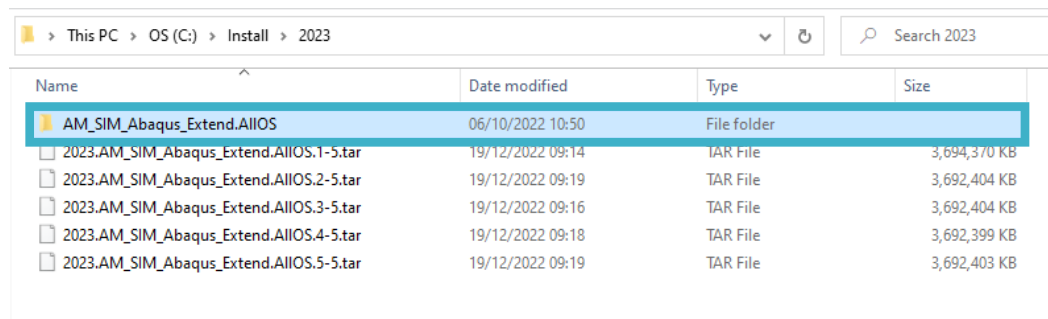 This PC > OS (C:) > Install > 2023 Search 2023
Name Date modified Type Size
AM_SIM_Abaqus_Extend.AllOS 06/10/2022 10:50 File folder
2023.AM_SIM_Abaqus_Extend.AllOS.1-5.tar 19/12/2022 09:14 TAR File 3,694,370 KB
2023.AM_SIM_Abaqus_Extend.AllOS.2-5.tar 19/12/2022 09:19 TAR File 3,692,404 KB
2023.AM_SIM_Abaqus_Extend.AllOS.3-5.tar 19/12/2022 09:16 TAR File 3,692,404 KB
2023.AM_SIM_Abaqus_Extend.AllOS.4-5.tar 19/12/2022 09:18 TAR File 3,692,399 KB
2023.AM_SIM_Abaqus_Extend.AllOS.5-5.tar 19/12/2022 09:19 TAR File 3,692,403 KB